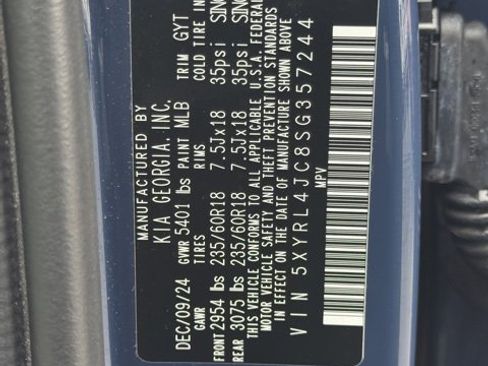 MANUFACTURED BY
KIA GEORGIA, INC.
DEC/09/24 GVWR 5401 lbs PAINT MLB TRIM GYT
GAWR TIRES RIMS COLD TIRE
FRONT 2954 lbs 235/60R18 7.5Jx18 35psi
REAR 3075 lbs 235/60R18 7.5Jx18 35psi
THIS VEHICLE CONFORMS TO ALL APPLICABLE U.S.A. FEDERAL
MOTOR VEHICLE SAFETY AND THEFT PREVENTION STANDARDS
IN EFFECT ON THE DATE OF MANUFACTURE SHOWN ABOVE
VIN 5XYRL4JC8SG357244
MPV